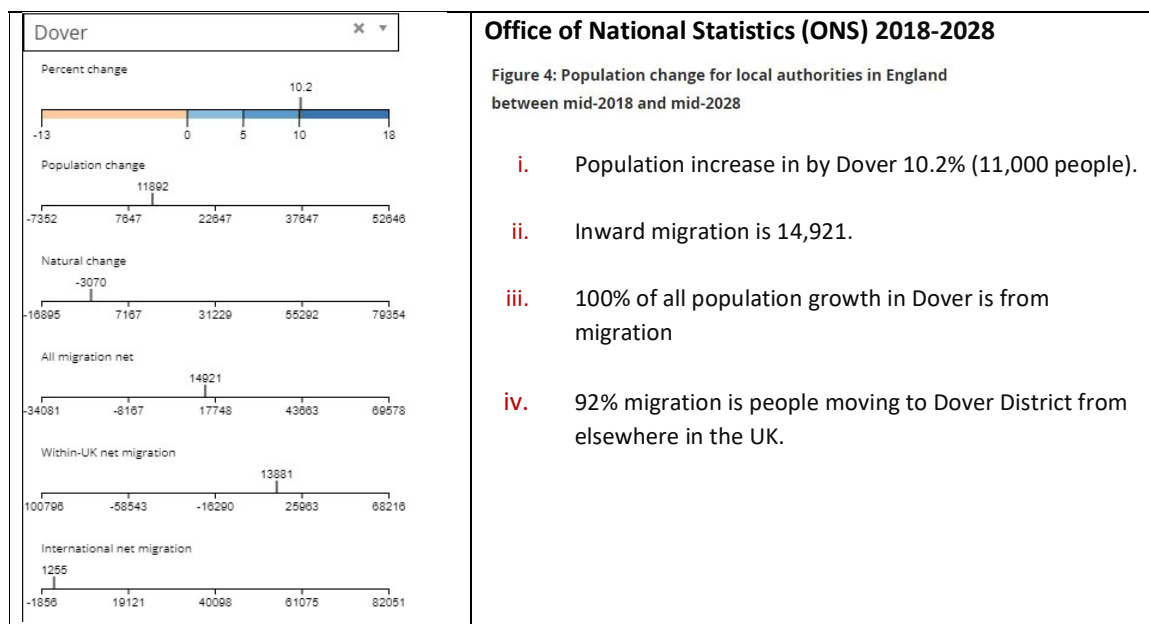 Dover × ▼
Percent change
10.2
-13 0 5 10 18
Population change
11892
-7352 7647 22647 37647 52646
Natural change
-3070
-16895 7167 31229 55292 79354
All migration net
14921
-34081 -8167 17748 43663 69578
Within-UK net migration
13881
100796 -58543 -16290 25963 68216
International net migration
1255
-1856 19121 40098 61075 82051
Office of National Statistics (ONS) 2018-2028
Figure 4: Population change for local authorities in England
between mid-2018 and mid-2028
i. Population increase in by Dover 10.2% (11,000 people).
ii. Inward migration is 14,921.
iii. 100% of all population growth in Dover is from
migration
iv. 92% migration is people moving to Dover District from
elsewhere in the UK.